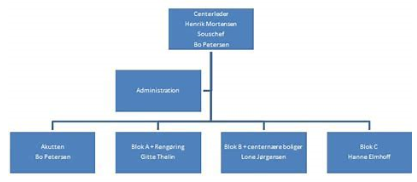 Centerleder
Henrik Mortensen
Souschef
Bo Petersen
Administration
Akutten
Bo Petersen
Blok A + Rengøring
Gitte Thelin
Blok B + centernære boliger
Lone Jørgensen
Blok C
Hanne Elmhoff